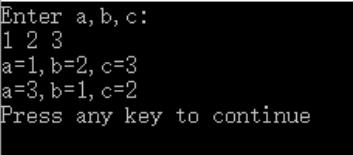 Enter a,b,c:
1 2 3
a=1,b=2,c=3
a=3,b=1,c=2
Press any key to continue